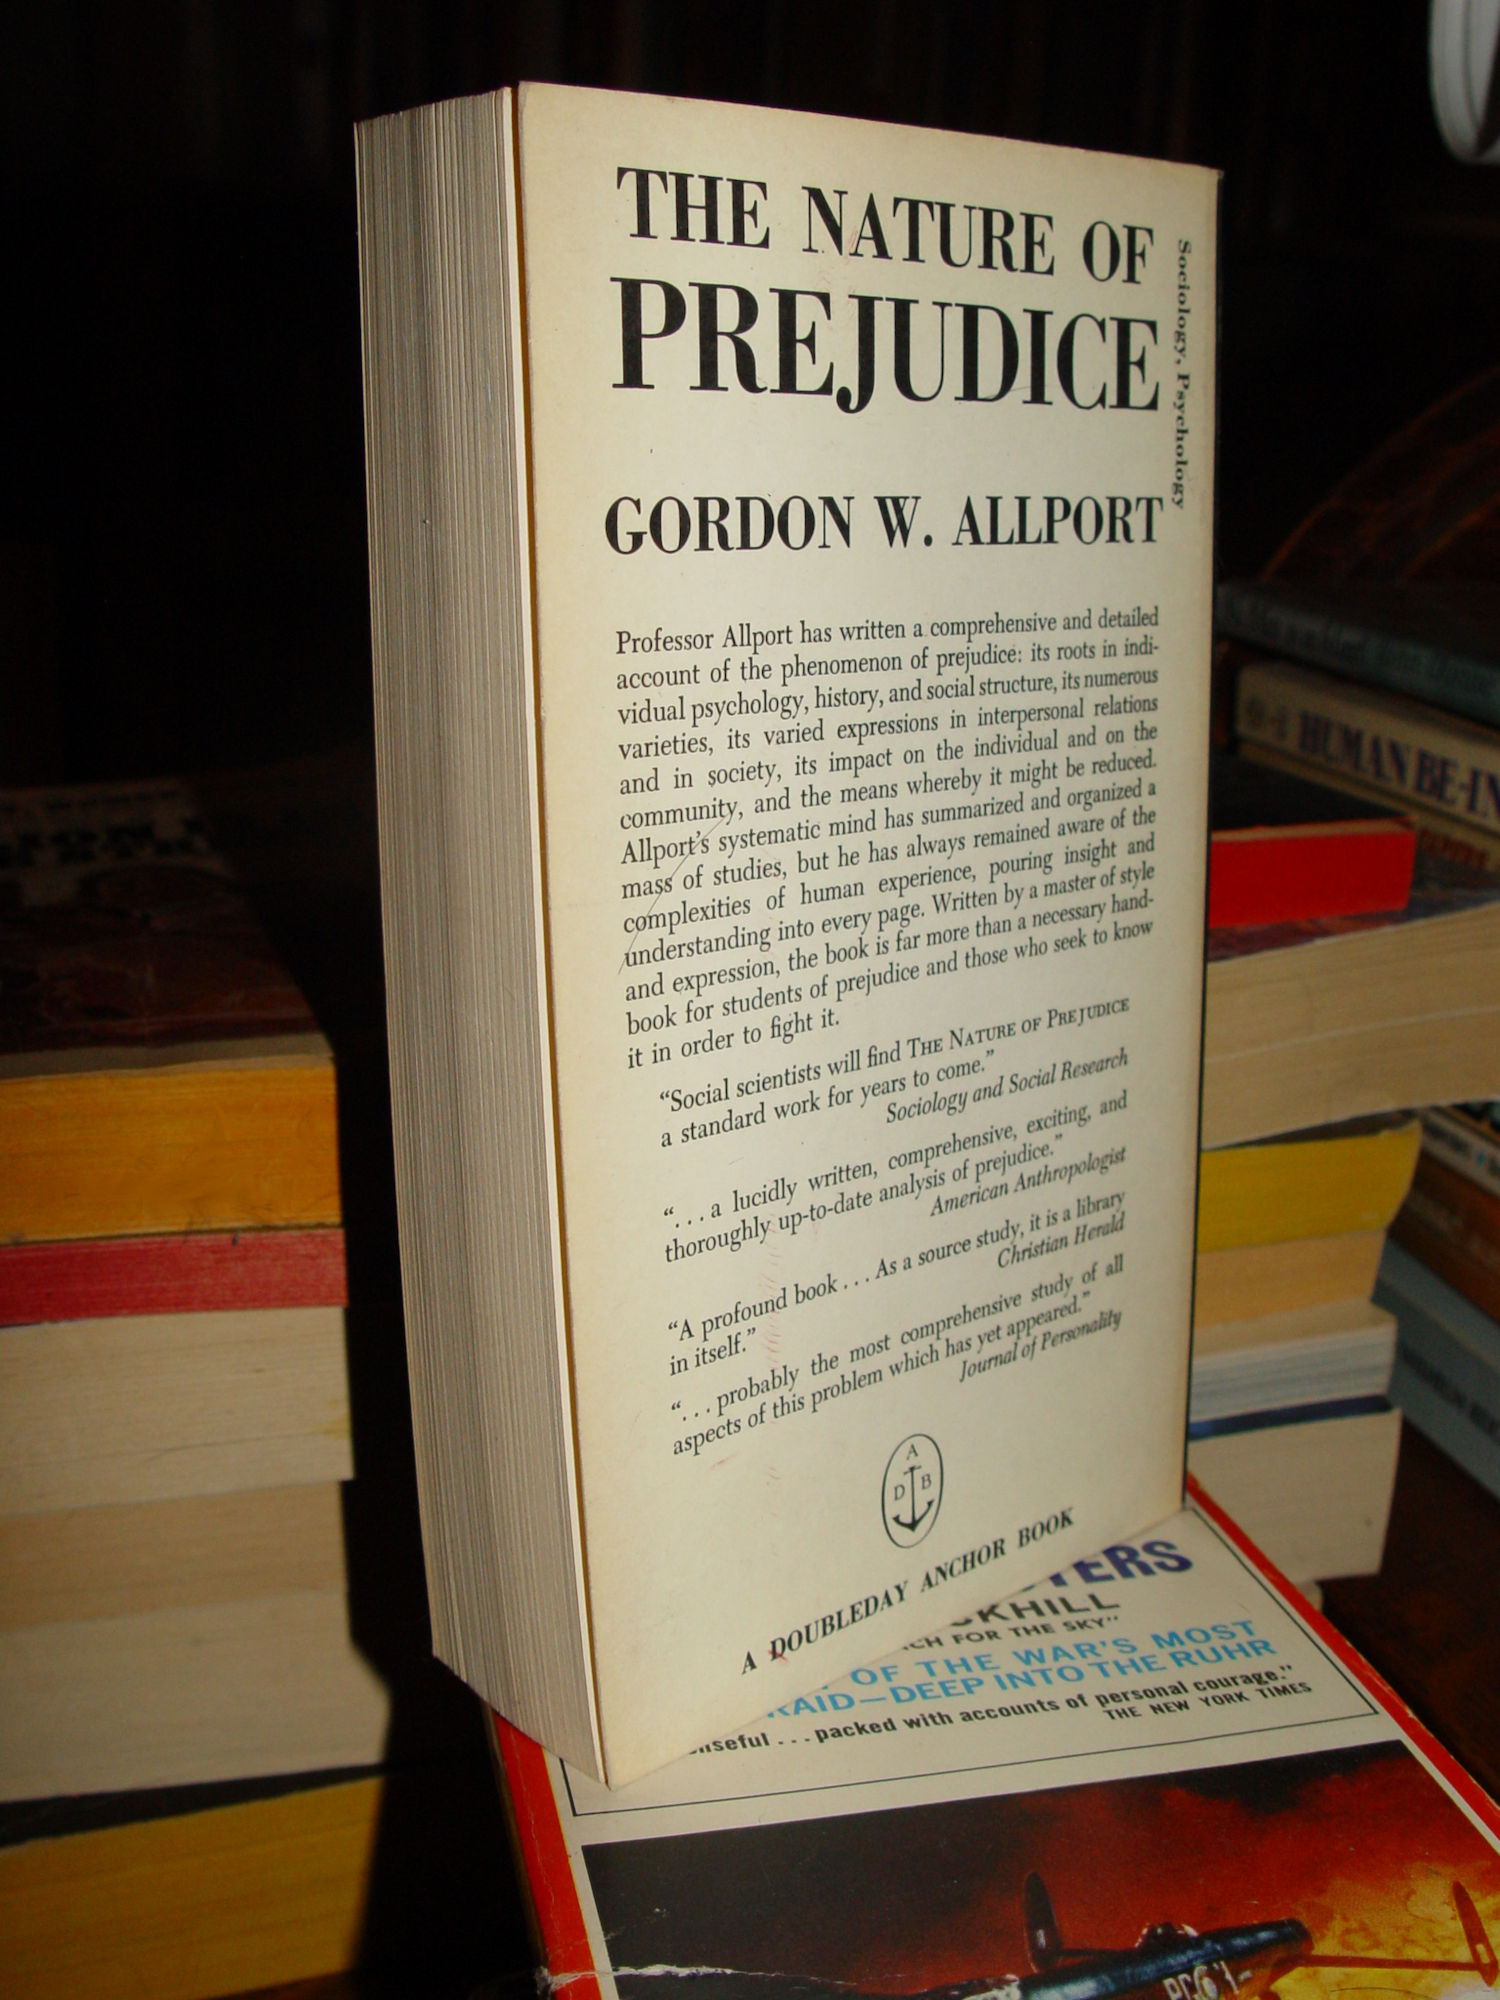 THE NATURE OF
PREJUDICE
Sociology, Psychology
GORDON W. ALLPORT
Professor Allport has written a comprehensive and detailed
account of the phenomenon of prejudice: its roots in indi-
vidual psychology, history, and social structure, its numerous
varieties, its varied expressions in interpersonal relations
and in society, its impact on the individual and on the
community, and the means whereby it might be reduced.
Allport's systematic mind has summarized and organized a
mass of studies, but he has always remained aware of the
complexities of human experience, pouring insight and
understanding into every page. Written by a master of style
and expression, the book is far more than a necessary hand-
book for students of prejudice and those who seek to know
it in order to fight it.
"Social scientists will find THE NATURE OF PREJUDICE
a standard work for years to come."
Sociology and Social Research
"...a lucidly written, comprehensive, exciting, and
thoroughly up-to-date analysis of prejudice."
American Anthropologist
"A profound book... As a source study, it is a library
in itself."
Christian Herald
"...probably the most comprehensive study of all
aspects of this problem which has yet appeared."
Journal of Personality
A
D B
A DOUBLEDAY ANCHOR BOOK
FOR THE SKY"
OF THE WAR'S MOST
RAID—DEEP INTO THE RUHR
...packed with accounts of personal courage."
THE NEW YORK TIMES
HUMAN BE-IN